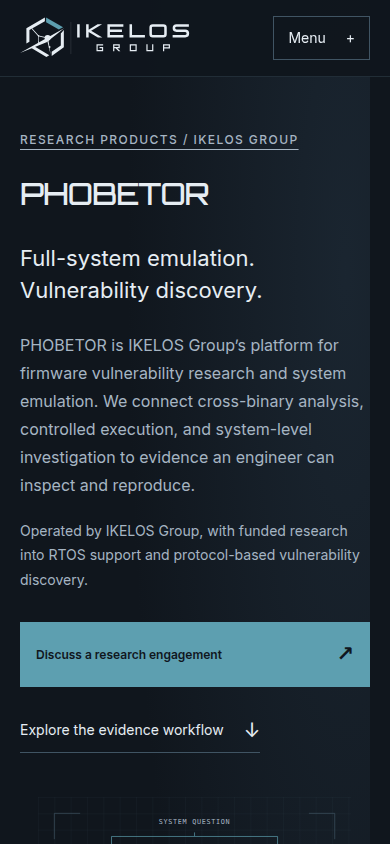 IKELOS
GROUP
Menu +
RESEARCH PRODUCTS / IKELOS GROUP
PHOBETOR
Full-system emulation.
Vulnerability discovery.
PHOBETOR is IKELOS Group's platform for
firmware vulnerability research and system
emulation. We connect cross-binary analysis,
controlled execution, and system-level
investigation to evidence an engineer can
inspect and reproduce.
Operated by IKELOS Group, with funded research
into RTOS support and protocol-based vulnerability
discovery.
Discuss a research engagement ↗
Explore the evidence workflow ↓
SYSTEM QUESTION